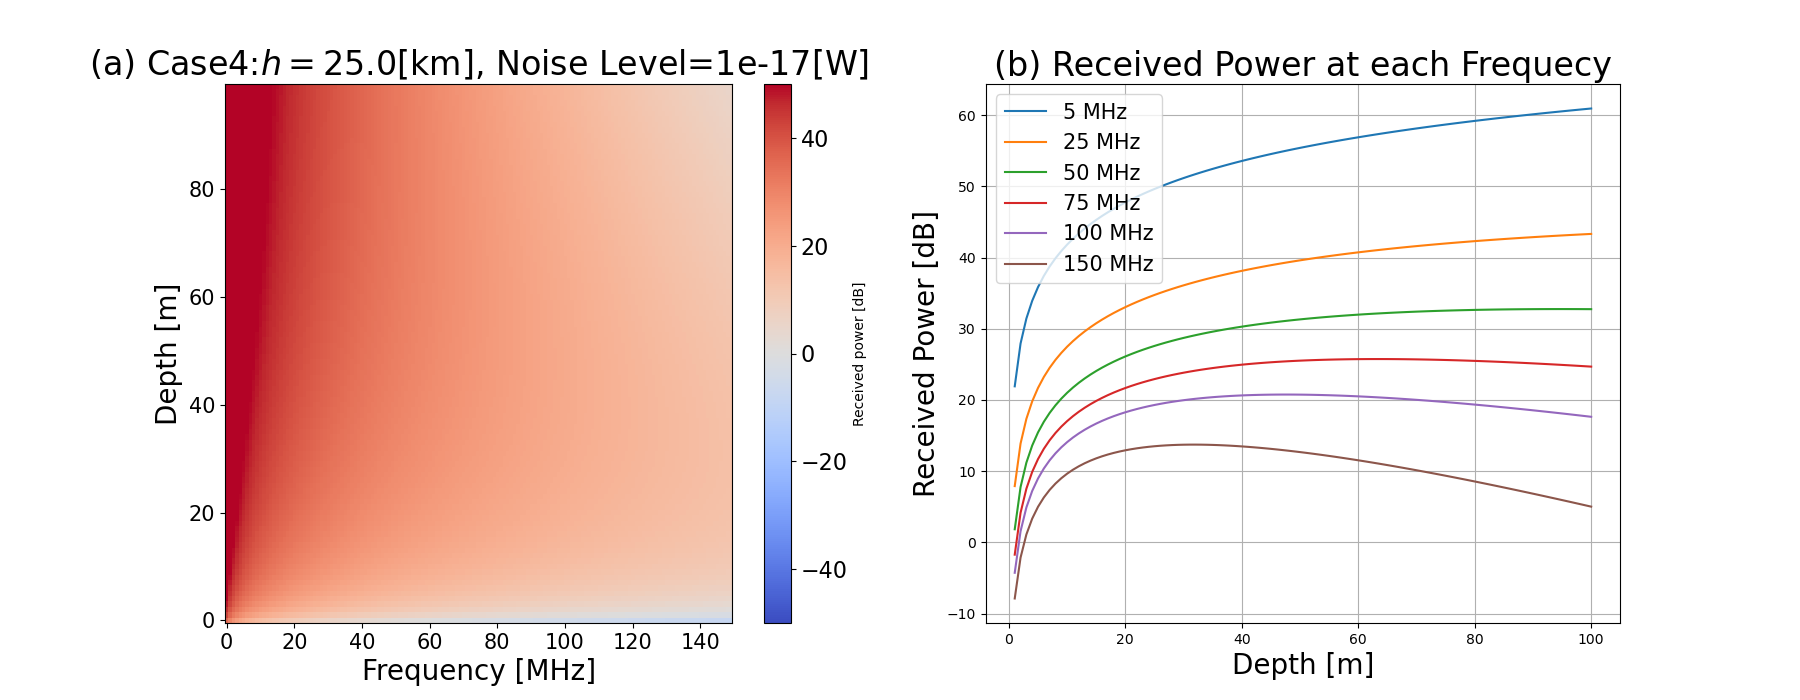 (a) Case4:h = 25.0[km], Noise Level=1e-17[W]
80
60
40
20
0
Depth [m]
0 20 40 60 80 100 120 140
Frequency [MHz]
40
20
0
−20
−40
Received power [dB]
(b) Received Power at each Frequecy
5 MHz
25 MHz
50 MHz
75 MHz
100 MHz
150 MHz
60
50
40
30
20
10
0
−10
Received Power [dB]
0 20 40 60 80 100
Depth [m]